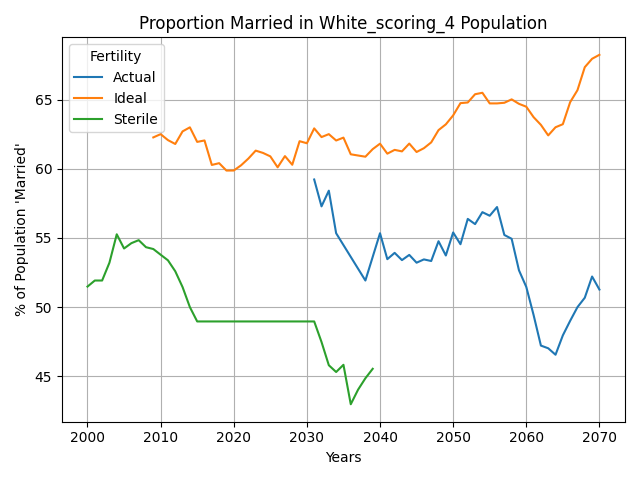 Proportion Married in White_scoring_4 Population
Fertility
Actual
Ideal
Sterile
% of Population 'Married'
65
60
55
50
45
2000 2010 2020 2030 2040 2050 2060 2070
Years